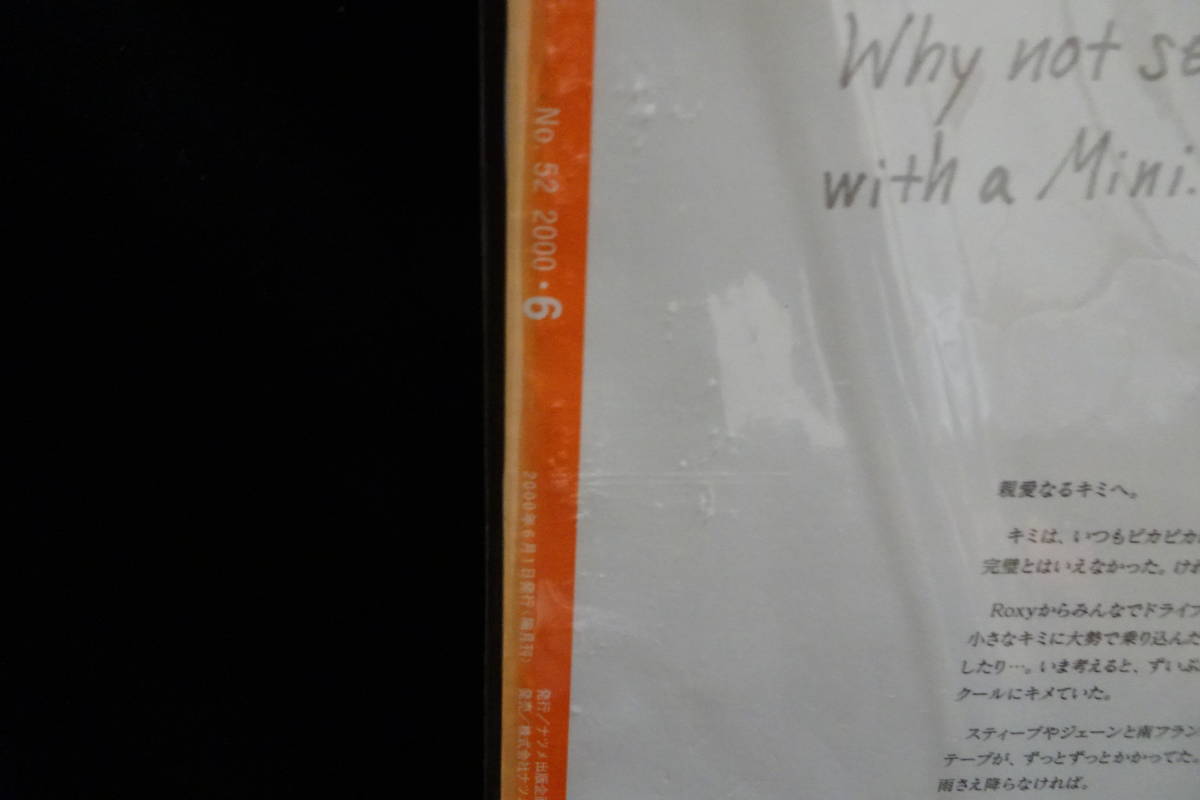 No 52 2000・6
2000年6月1日発行（隔月刊）
発行/ナツメ出版企
発売/株式会社ナツ
Why not se
with a Mini.
親愛なるキミへ。
キミは、いつもピカピカ
完璧とはいえなかった。けれ
Roxyからみんなでドライブ
小さなキミに大勢で乗り込んだ
したり…。いま考えると、ずいぶ
クールにキメていた。
スティーブやジェーンと南フラン
テープが、ずっとずっとかかってた。
雨さえ降らなければ。